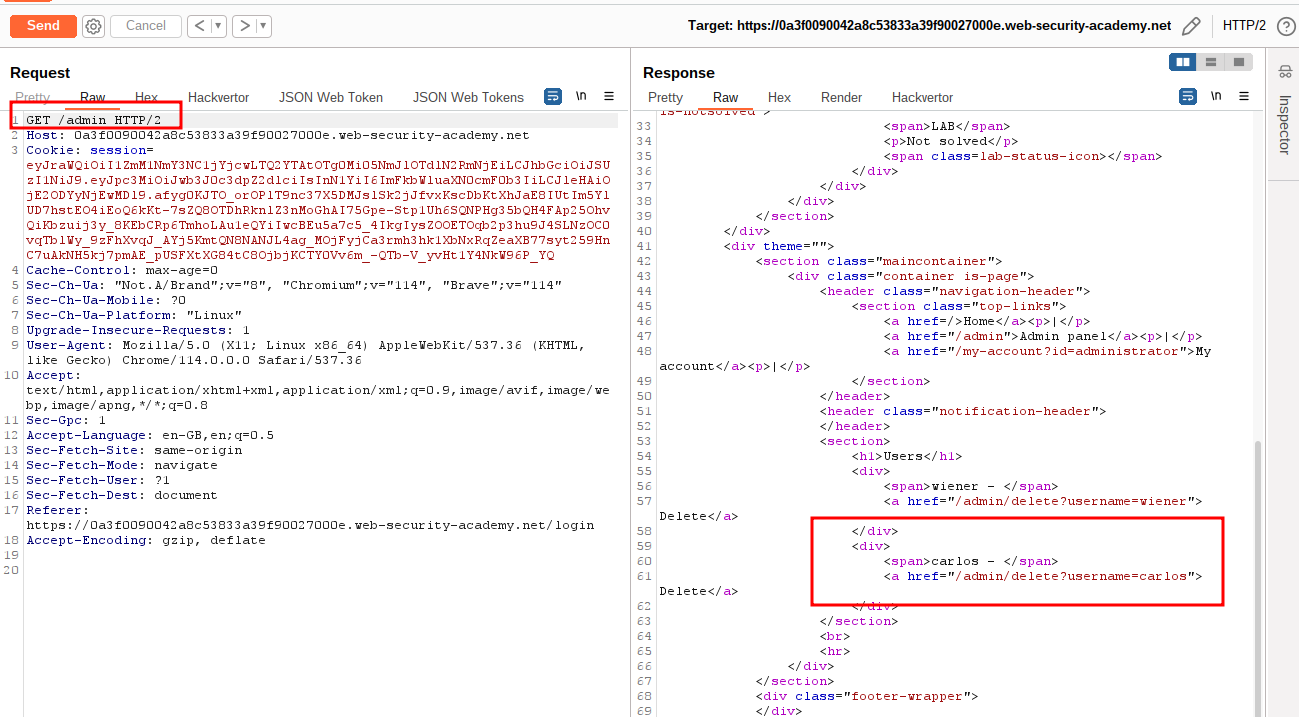 Send
Cancel
<
>
Target: https://0a3f0090042a8c53833a39f90027000e.web-security-academy.net
HTTP/2
?
Request
Pretty
Raw
Hex
Hackvertor
JSON Web Token
JSON Web Tokens
\n
1 GET /admin HTTP/2
2 Host: 0a3f0090042a8c53833a39f90027000e.web-security-academy.net
3 Cookie: session=
4 Cache-Control: max-age=0
5 Sec-Ch-Ua: "Not.A/Brand";v="8", "Chromium";v="114", "Brave";v="114"
6 Sec-Ch-Ua-Mobile: ?0
7 Sec-Ch-Ua-Platform: "Linux"
8 Upgrade-Insecure-Requests: 1
9 User-Agent: Mozilla/5.0 (X11; Linux x86_64) AppleWebKit/537.36 (KHTML,
like Gecko) Chrome/114.0.0.0 Safari/537.36
10 Accept:
text/html,application/xhtml+xml,application/xml;q=0.9,image/avif,image/we
bp,image/apng,*/*;q=0.8
11 Sec-Gpc: 1
12 Accept-Language: en-GB,en;q=0.5
13 Sec-Fetch-Site: same-origin
14 Sec-Fetch-Mode: navigate
15 Sec-Fetch-User: ?1
16 Sec-Fetch-Dest: document
17 Referer:
https://0a3f0090042a8c53833a39f90027000e.web-security-academy.net/login
18 Accept-Encoding: gzip, deflate
19
20
Response
Pretty
Raw
Hex
Render
Hackvertor
\n
is-notsolved'>
33 <span>LAB</span>
34 <p>Not solved</p>
35 <span class=lab-status-icon></span>
36 </div>
37 </div>
38 </div>
39 </section>
40 </div>
41 <div theme="">
42 <section class="maincontainer">
43 <div class="container is-page">
44 <header class="navigation-header">
45 <section class="top-links">
46 <a href=/>Home</a><p>|</p>
47 <a href="/admin">Admin panel</a><p>|</p>
48 <a href="/my-account?id=administrator">My
account</a><p>|</p>
49 </section>
50 </header>
51 <header class="notification-header">
52 </header>
53 <section>
54 <h1>Users</h1>
55 <div>
56 <span>wiener - </span>
57 <a href="/admin/delete?username=wiener">
Delete</a>
58 </div>
59 <div>
60 <span>carlos - </span>
61 <a href="/admin/delete?username=carlos">
Delete</a>
62 </div>
63 </section>
64 <br>
65 <hr>
66 </div>
67 </section>
68 <div class="footer-wrapper">
69 </div>
Inspector